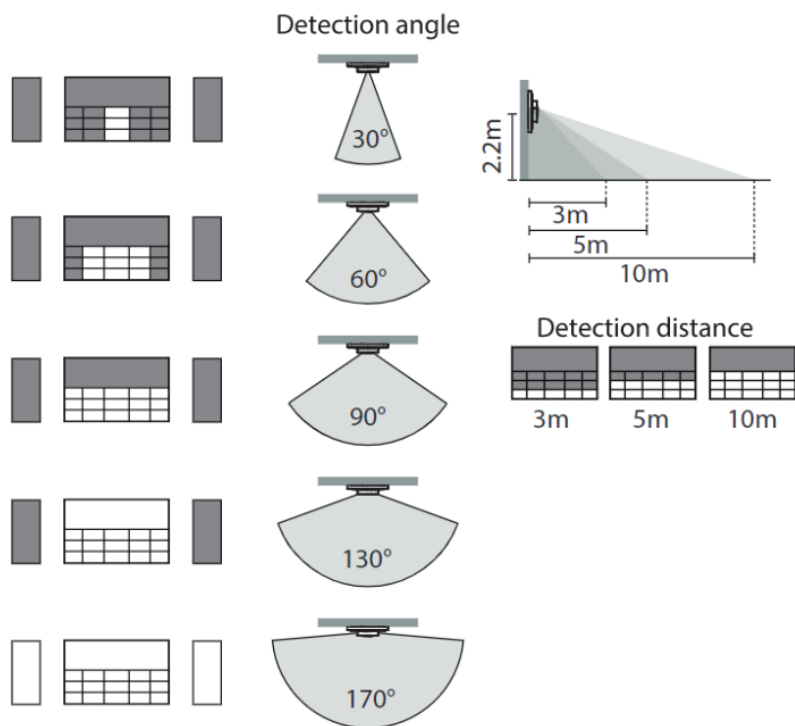 Detection angle
30°
60°
90°
130°
170°
2.2m
3m
5m
10m
Detection distance
3m
5m
10m